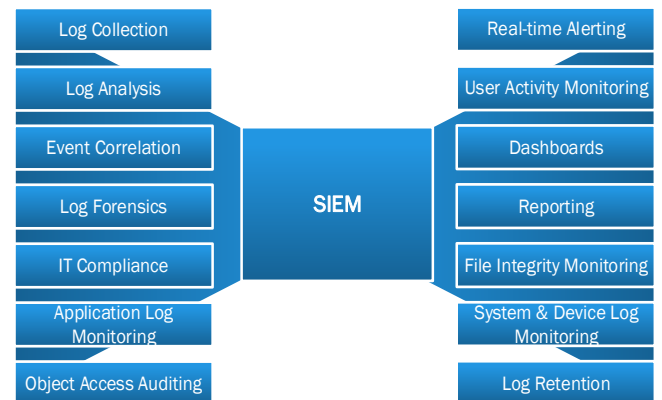 Log Collection
Log Analysis
Event Correlation
Log Forensics
IT Compliance
Application Log
Monitoring
Object Access Auditing
SIEM
Real-time Alerting
User Activity Monitoring
Dashboards
Reporting
File Integrity Monitoring
System & Device Log
Monitoring
Log Retention